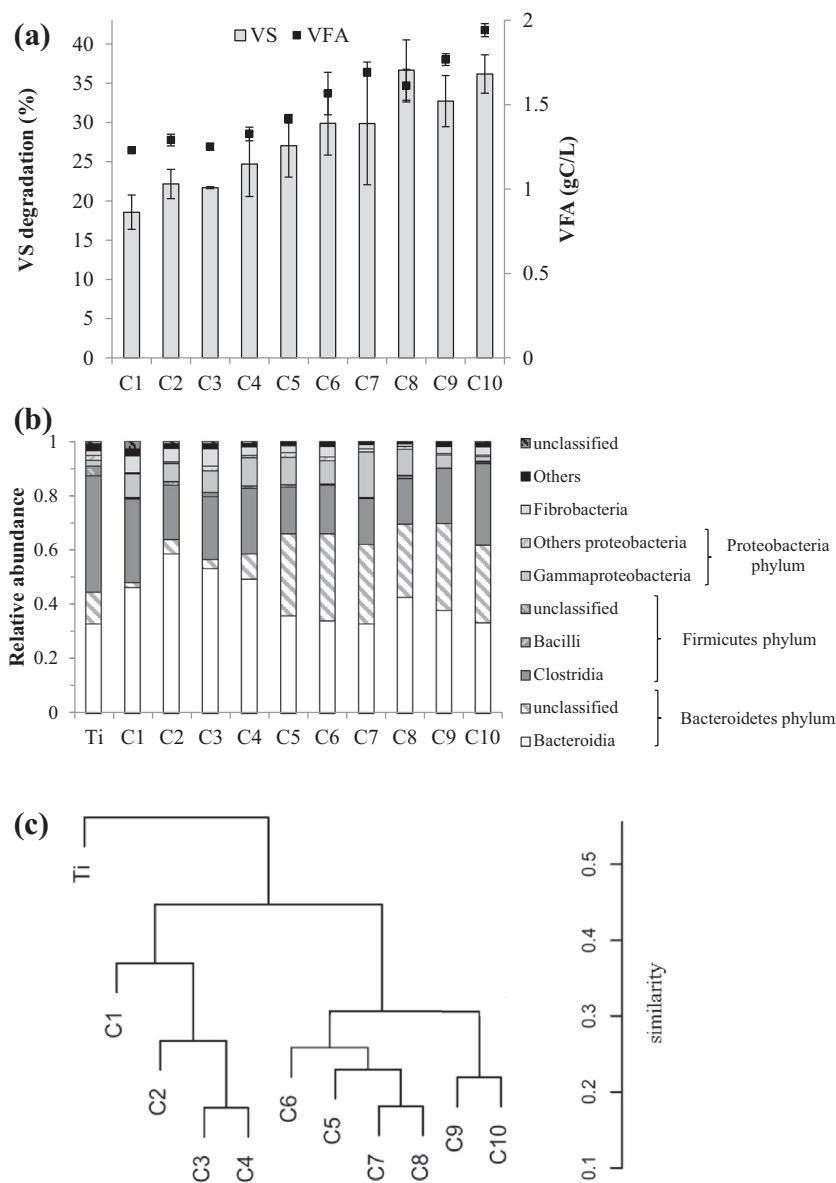 (a)
VS VFA
VS degradation (%)
40
35
30
25
20
15
10
5
0
2
1.5
1
0.5
0
VFA (gC/L)
C1 C2 C3 C4 C5 C6 C7 C8 C9 C10
(b)
Relative abundance
1
0.8
0.6
0.4
0.2
0
Ti C1 C2 C3 C4 C5 C6 C7 C8 C9 C10
unclassified
Others
Fibrobacteria
Others proteobacteria
Gammaproteobacteria
Proteobacteria
phylum
unclassified
Bacilli
Clostridia
Firmicutes phylum
unclassified
Bacteroidia
Bacteroidetes phylum
(c)
Ti
C1
C2
C3
C4
C6
C5
C7
C8
C9
C10
0.5
0.4
0.3
0.2
0.1
similarity